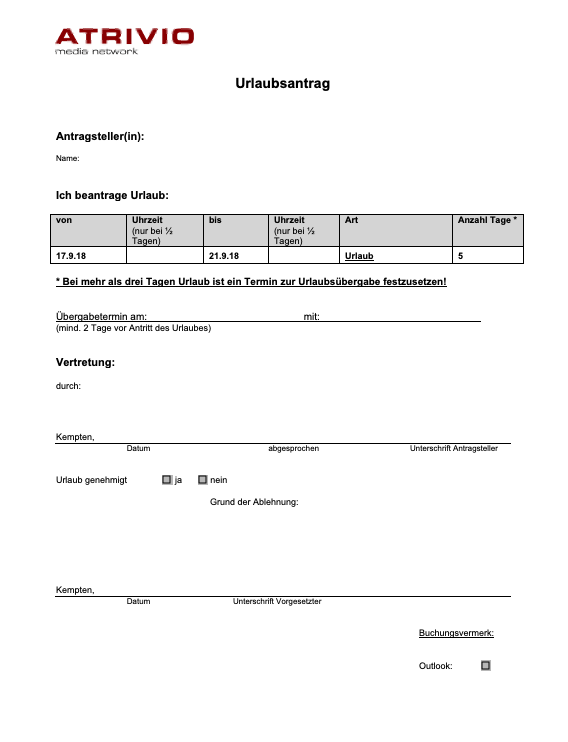 ATRIVIO
media network
Urlaubsantrag
Antragsteller(in):
Name:
Ich beantrage Urlaub:
von Uhrzeit (nur bei ½ Tagen) bis Uhrzeit (nur bei ½ Tagen) Art Anzahl Tage *
17.9.18 21.9.18 Urlaub 5
* Bei mehr als drei Tagen Urlaub ist ein Termin zur Urlaubsübergabe festzusetzen!
Übergabetermin am: mit:
(mind. 2 Tage vor Antritt des Urlaubes)
Vertretung:
durch:
Kempten,
Datum abgesprochen Unterschrift Antragsteller
Urlaub genehmigt ja nein
Grund der Ablehnung:
Kempten,
Datum Unterschrift Vorgesetzter
Buchungsvermerk:
Outlook: